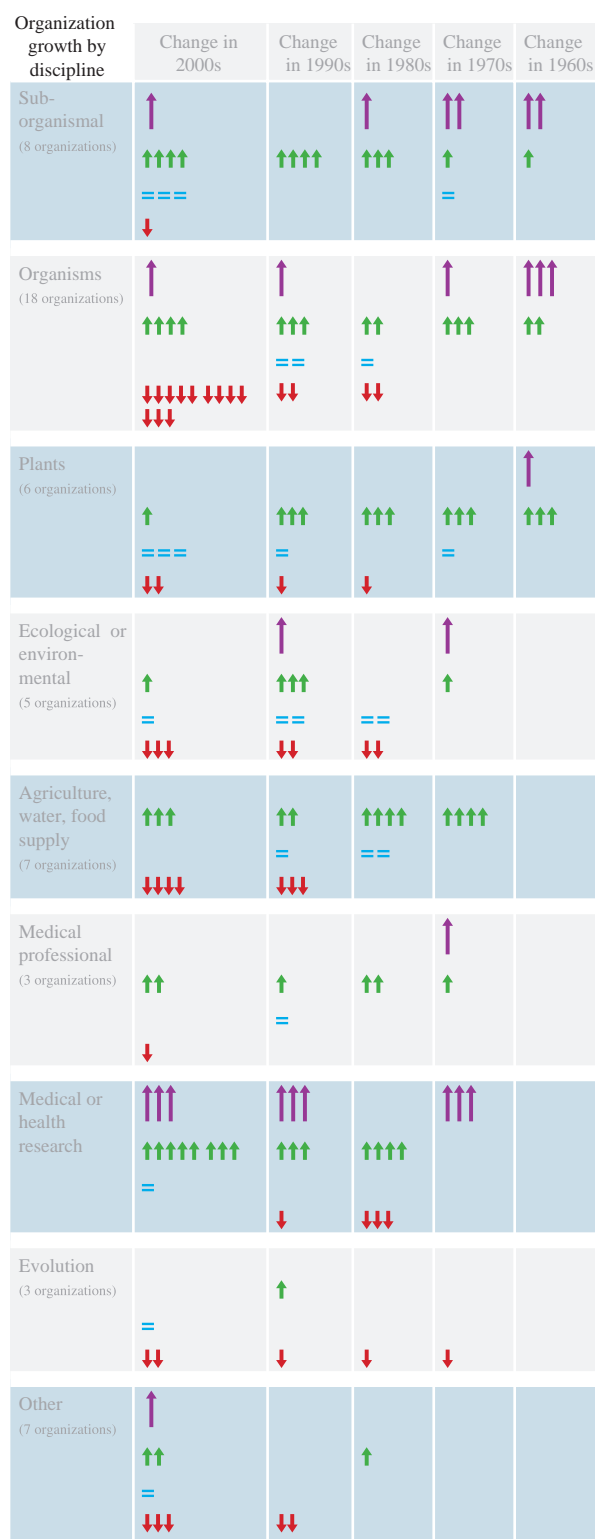 Organization
growth by
discipline
Change in
2000s
Change
in 1990s
Change
in 1980s
Change
in 1970s
Change
in 1960s
Sub-
organismal
(8 organizations)
Organisms
(18 organizations)
Plants
(6 organizations)
Ecological or
environ-
mental
(5 organizations)
Agriculture,
water, food
supply
(7 organizations)
Medical
professional
(3 organizations)
Medical or
health
research
Evolution
(3 organizations)
Other
(7 organizations)